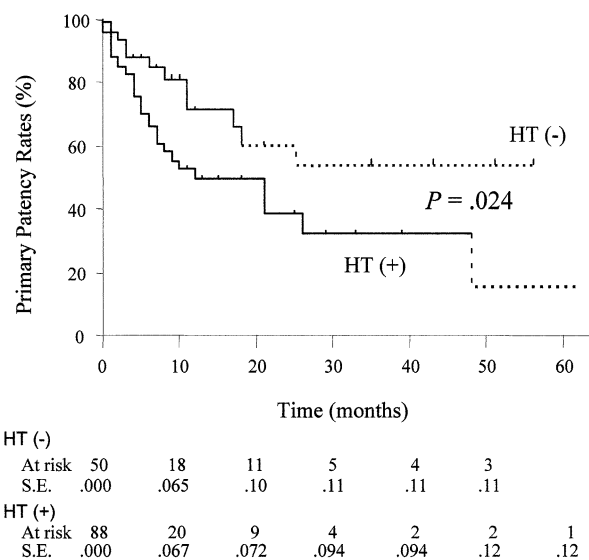 Primary Patency Rates (%)
100
80
60
40
20
0
HT (-)
P = .024
HT (+)
0 10 20 30 40 50 60
Time (months)
HT (-)
At risk 50 18 11 5 4 3
S.E. .000 .065 .10 .11 .11 .11
HT (+)
At risk 88 20 9 4 2 2 1
S.E. .000 .067 .072 .094 .094 .12 .12